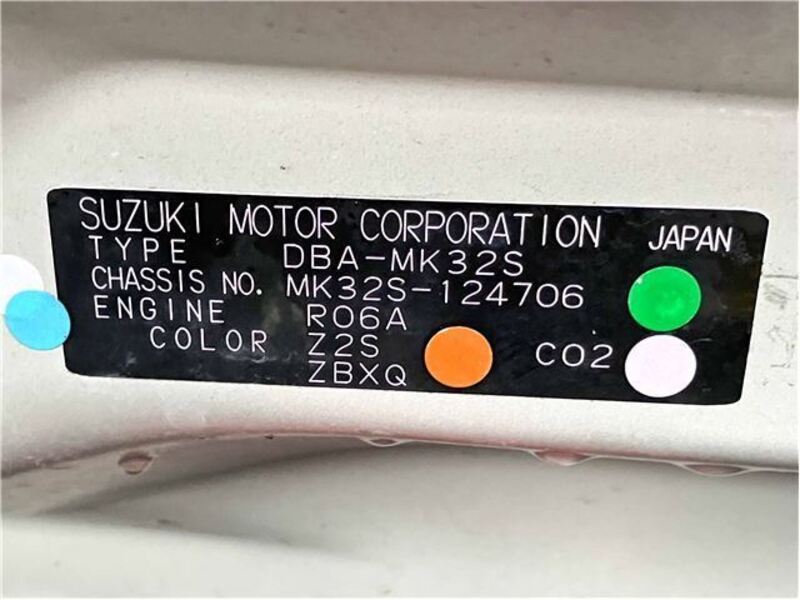 SUZUKI MOTOR CORPORATION JAPAN
TYPE DBA-MK32S
CHASSIS NO. MK32S-124706
ENGINE R06A
COLOR Z2S CO2
ZBXQ